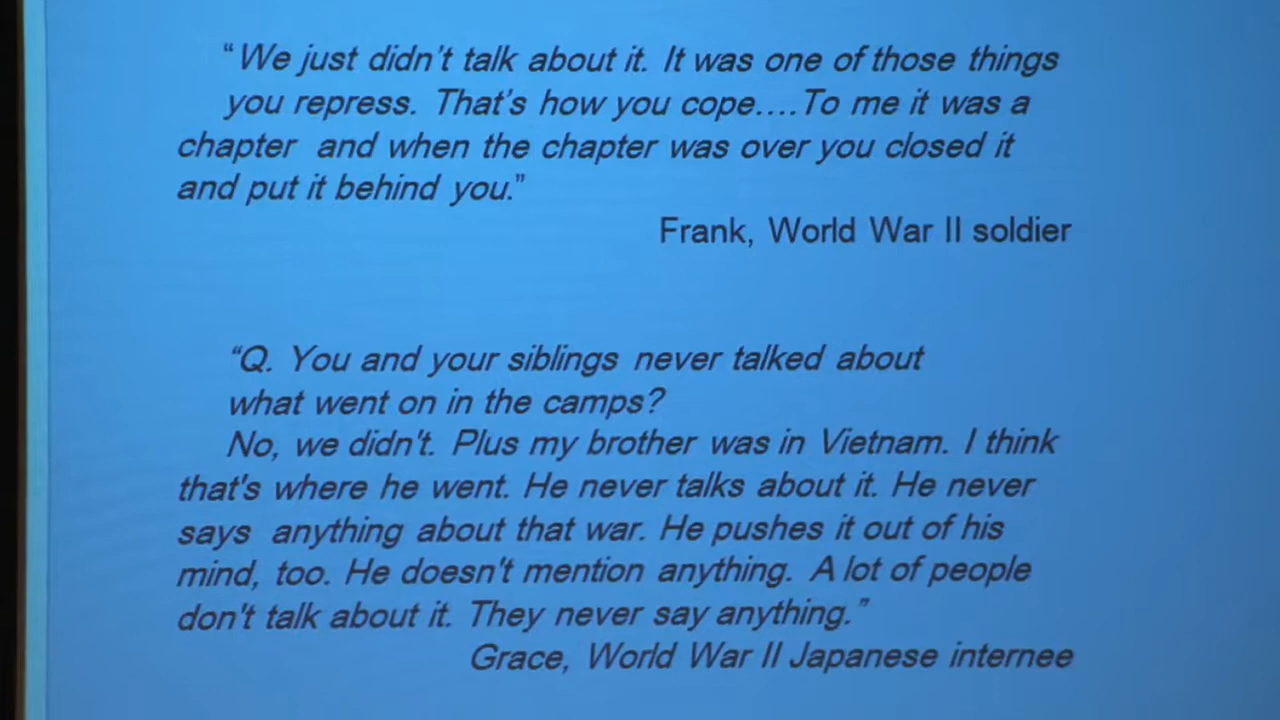 “We just didn’t talk about it. It was one of those things
you repress. That’s how you cope....To me it was a
chapter and when the chapter was over you closed it
and put it behind you.”
Frank, World War II soldier
“Q. You and your siblings never talked about
what went on in the camps?
No, we didn't. Plus my brother was in Vietnam. I think
that's where he went. He never talks about it. He never
says anything about that war. He pushes it out of his
mind, too. He doesn't mention anything. A lot of people
don't talk about it. They never say anything.”
Grace, World War II Japanese internee